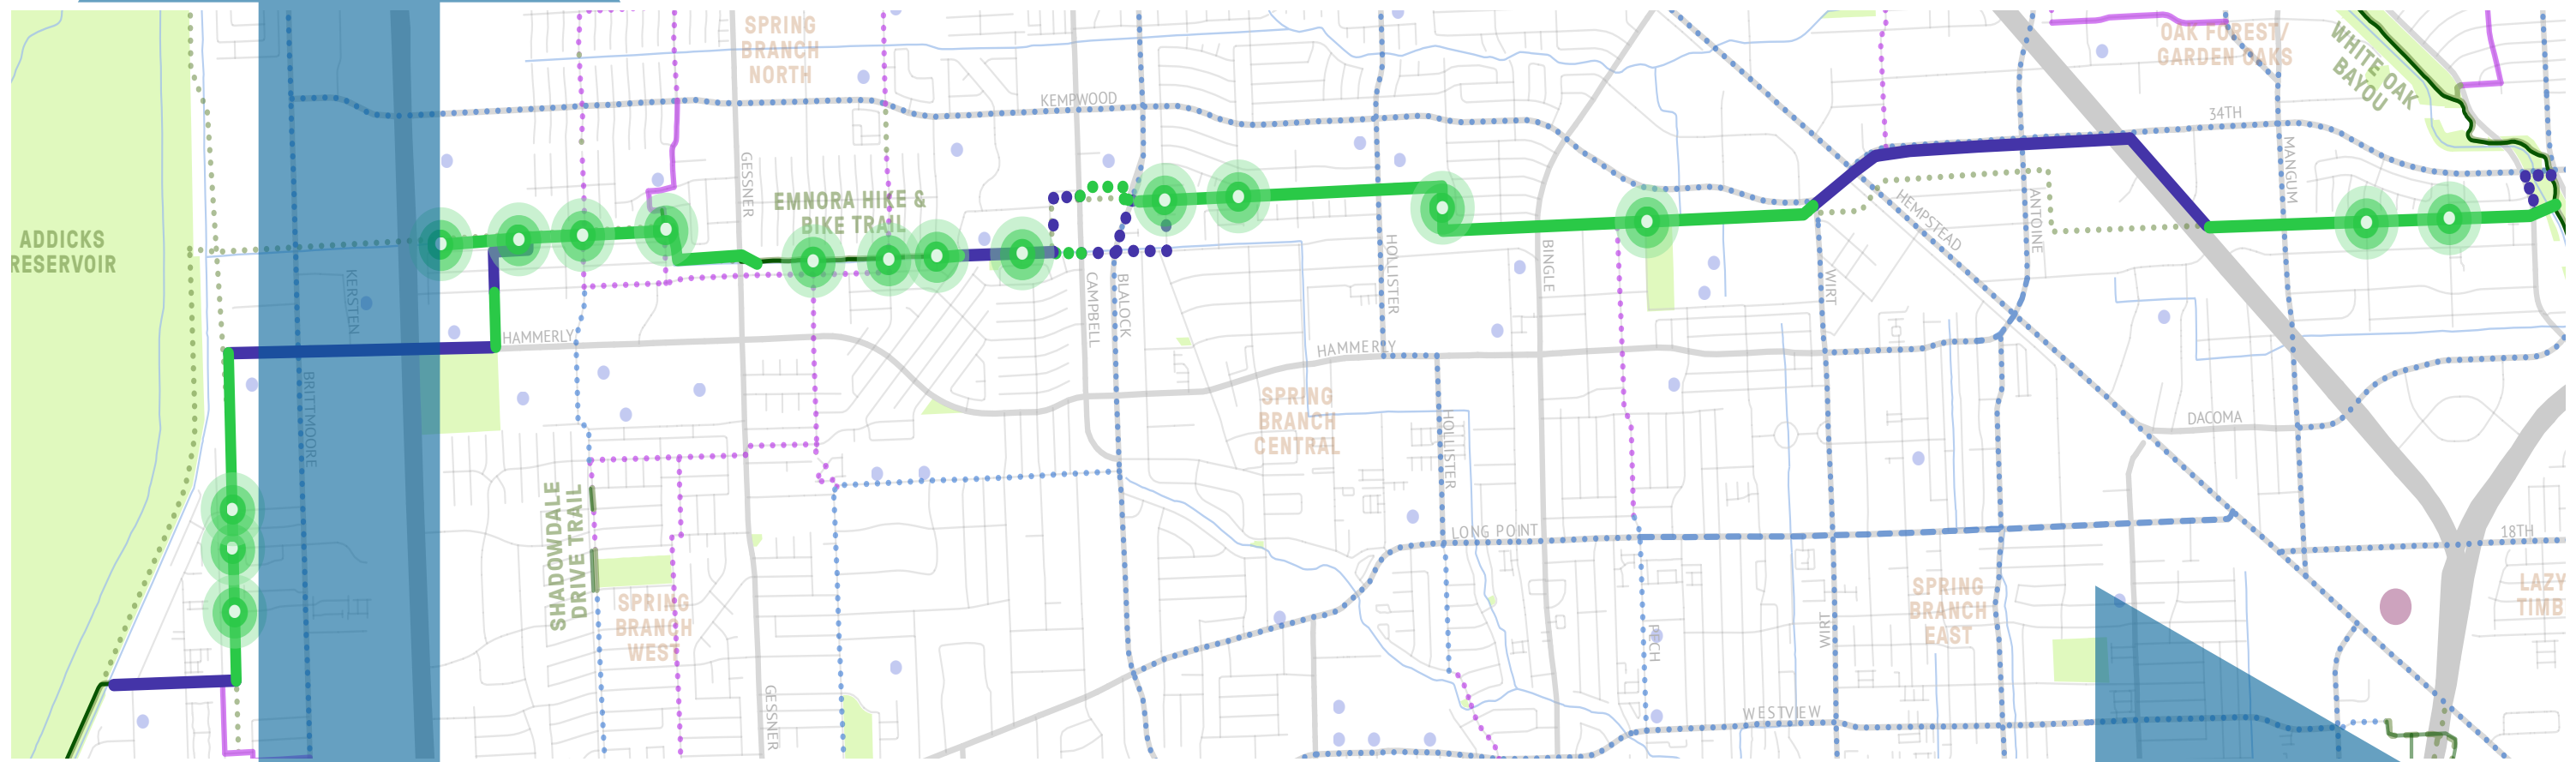 SPRING
BRANCH
NORTH
OAK FOREST/
GARDEN OAKS
WHITE OAK
BAYOU
KEMPWOOD
34TH
MANGUM
GESSNER
EMNORA HIKE &
BIKE TRAIL
ADDICKS
RESERVOIR
KERSTEN
HEMPSTEAD
ANTOINE
HOLLISTER
BINGLE
WIRT
CAMPBELL
BLALOCK
HAMMERLY
HAMMERLY
BRITTMOORE
SPRING
BRANCH
CENTRAL
HOLLISTER
DACOMA
SHADOWDALE
DRIVE TRAIL
LONG POINT
18TH
SPRING
BRANCH
WEST
SPRING
BRANCH
EAST
LAZY
TIMB
WIRT
PECH
GESSNER
WESTVIEW